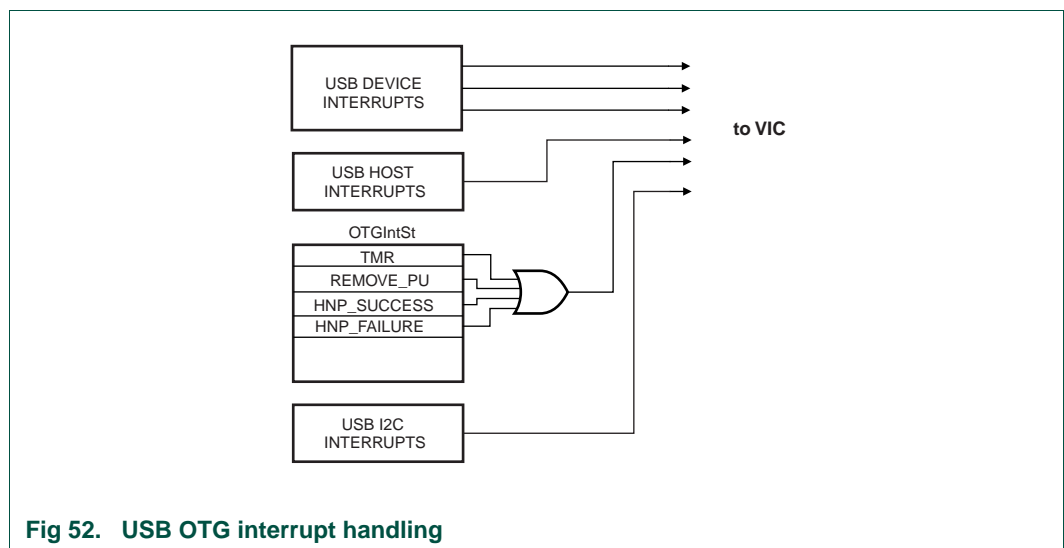 USB DEVICE
INTERRUPTS
to VIC
USB HOST
INTERRUPTS
OTGIntSt
TMR
REMOVE_PU
HNP_SUCCESS
HNP_FAILURE
USB I2C
INTERRUPTS
Fig 52. USB OTG interrupt handling